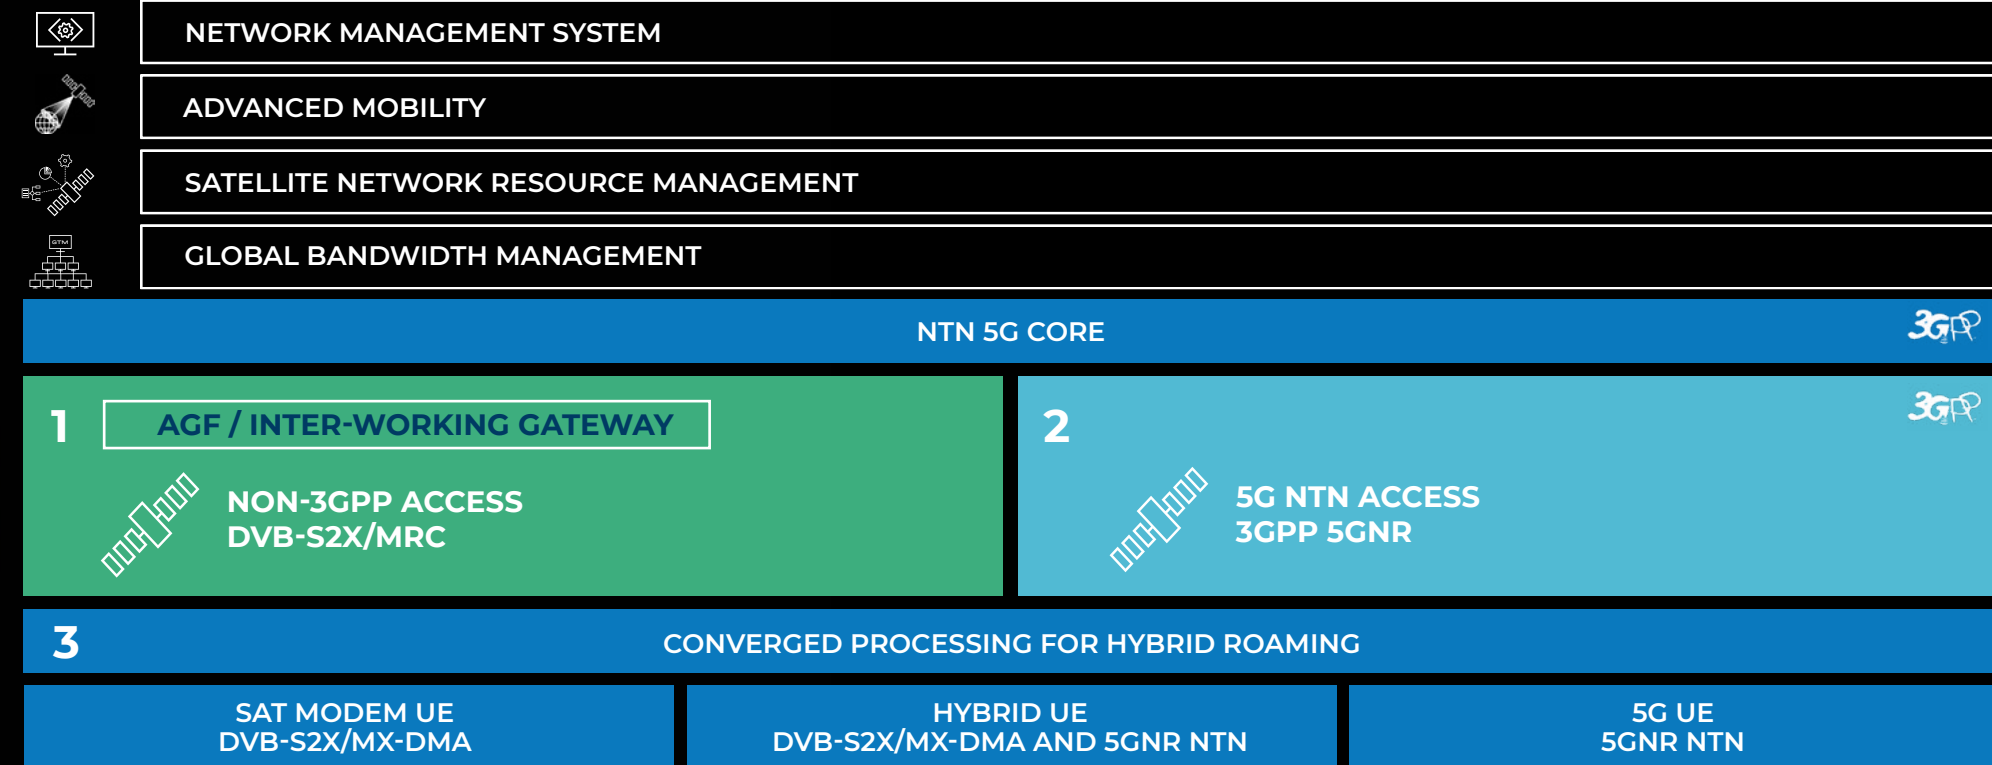 NETWORK MANAGEMENT SYSTEM
ADVANCED MOBILITY
SATELLITE NETWORK RESOURCE MANAGEMENT
GTM
GLOBAL BANDWIDTH MANAGEMENT
NTN 5G CORE
3GPP
1
AGF / INTER-WORKING GATEWAY
NON-3GPP ACCESS
DVB-S2X/MRC
2
3GPP
5G NTN ACCESS
3GPP 5GNR
3
CONVERGED PROCESSING FOR HYBRID ROAMING
SAT MODEM UE
DVB-S2X/MX-DMA
HYBRID UE
DVB-S2X/MX-DMA AND 5GNR NTN
5G UE
5GNR NTN